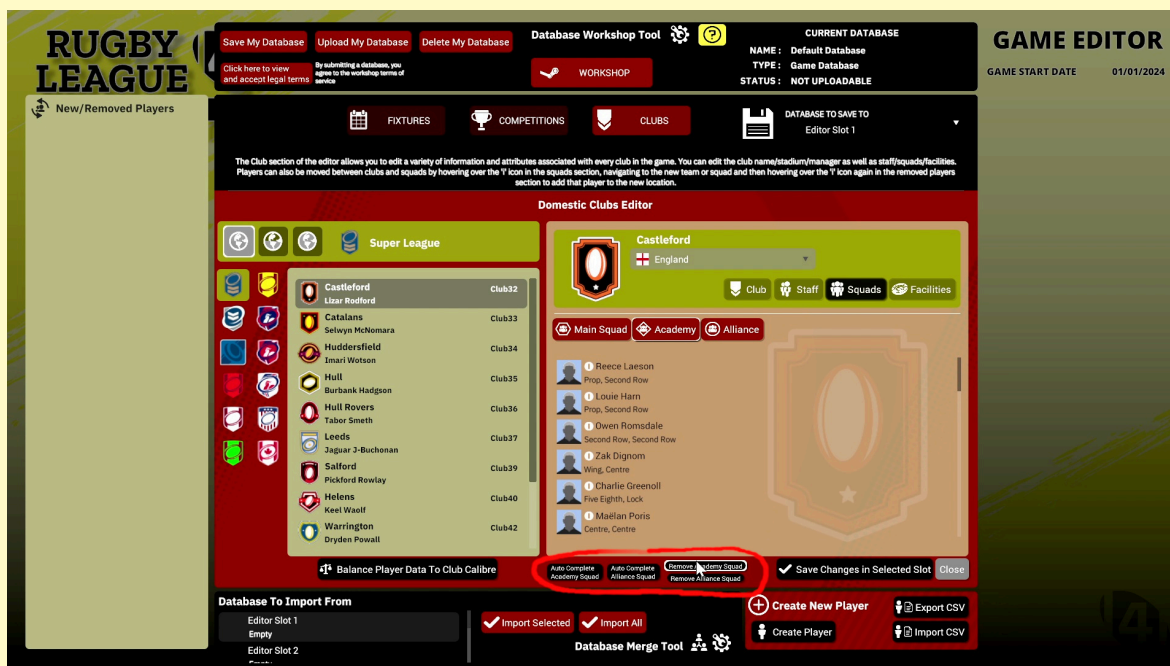 RUGBY
LEAGUE
Save My Database
Upload My Database
Delete My Database
Click here to view
and accept legal terms
By submitting a database, you
agree to the workshop terms of
service
Database Workshop Tool
?
WORKSHOP
CURRENT DATABASE
NAME : Default Database
TYPE : Game Database
STATUS : NOT UPLOADABLE
GAME EDITOR
GAME START DATE 01/01/2024
New/Removed Players
FIXTURES
COMPETITIONS
CLUBS
DATABASE TO SAVE TO
Editor Slot 1
The Club section of the editor allows you to edit a variety of information and attributes associated with every club in the game. You can edit the club name/stadium/manager as well as staff/squads/facilities.
Players can also be moved between clubs and squads by hovering over the 'i' icon in the squads section, navigating to the new team or squad and then hovering over the 'i' icon again in the removed players
section to add that player to the new location.
Domestic Clubs Editor
Super League
Castleford Club32
Lizar Rodford
Catalans Club33
Selwyn McNomara
Huddersfield Club34
Imari Wotson
Hull Club35
Burbank Hadgson
Hull Rovers Club36
Tabor Smeth
Leeds Club37
Jaguar J-Buchonan
Salford Club39
Pickford Rowlay
Helens Club40
Keel Waolf
Warrington Club42
Dryden Powall
Castleford
England
Club
Staff
Squads
Facilities
Main Squad
Academy
Alliance
Reece Laeson
Prop, Second Row
Louie Harn
Prop, Second Row
Owen Romsdale
Second Row, Second Row
Zak Dignom
Wing, Centre
Charlie Greenoll
Five Eighth, Lock
Maëlan Poris
Centre, Centre
Balance Player Data To Club Calibre
Auto Complete
Academy Squad
Auto Complete
Alliance Squad
Remove Academy Squad
Remove Alliance Squad
Save Changes in Selected Slot
Close
Database To Import From
Editor Slot 1
Empty
Editor Slot 2
Import Selected
Import All
Database Merge Tool
Create New Player
Create Player
Export CSV
Import CSV